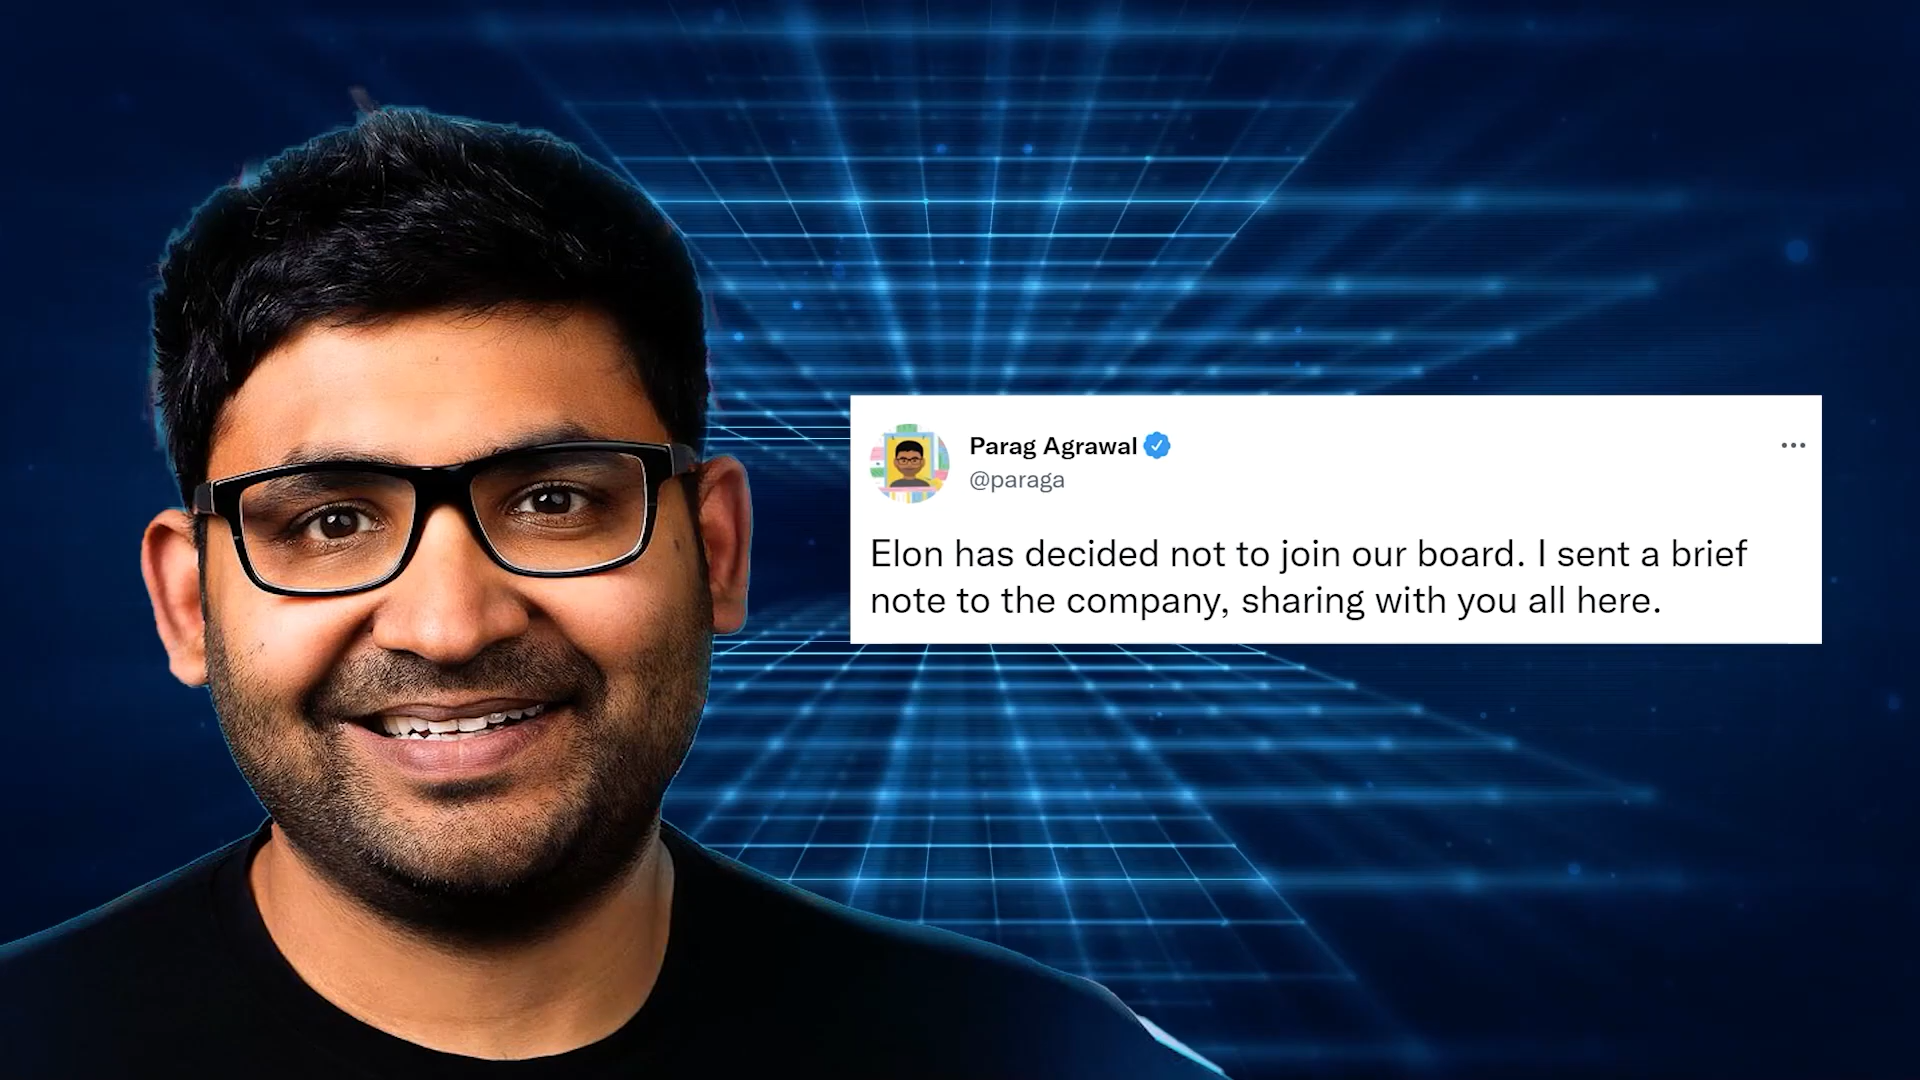 Parag Agrawal
@paraga
Elon has decided not to join our board. I sent a brief
note to the company, sharing with you all here.